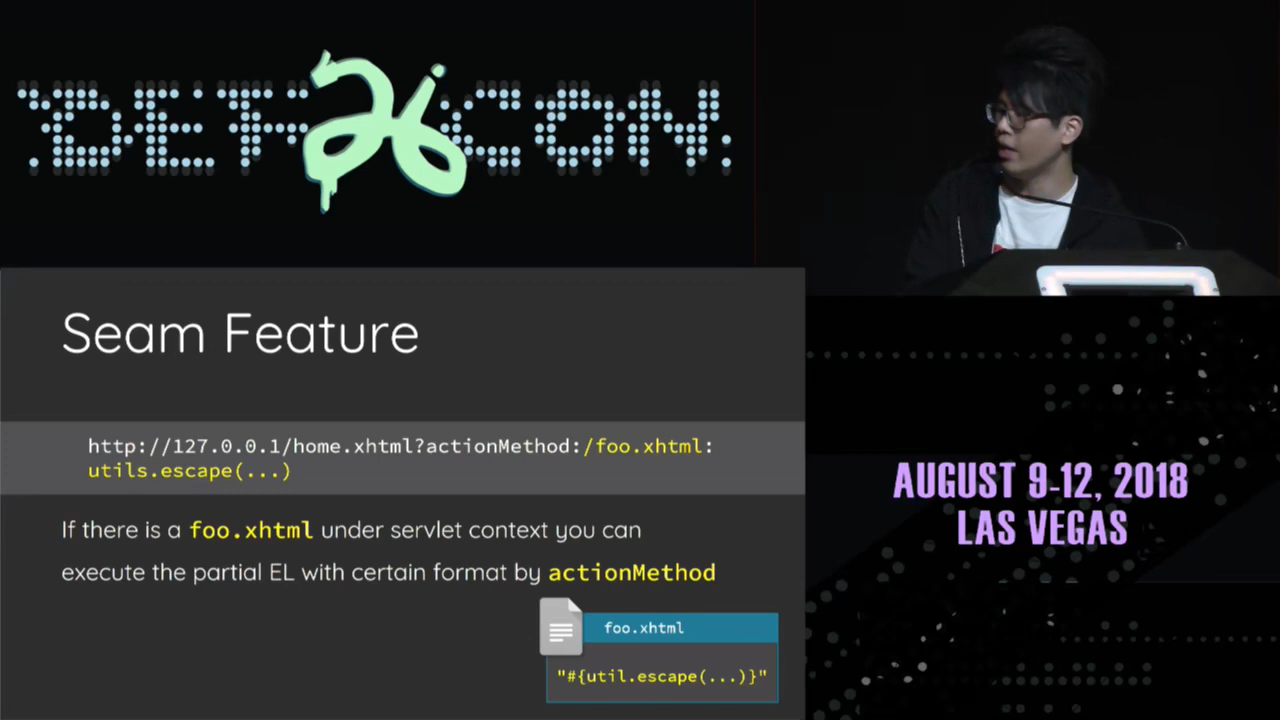 DEF 26 CON
Seam Feature
http://127.0.0.1/home.xhtml?actionMethod:/foo.xhtml:
utils.escape(...)
If there is a foo.xhtml under servlet context you can
execute the partial EL with certain format by actionMethod
foo.xhtml
"#{util.escape(...)}"
AUGUST 9-12, 2018
LAS VEGAS